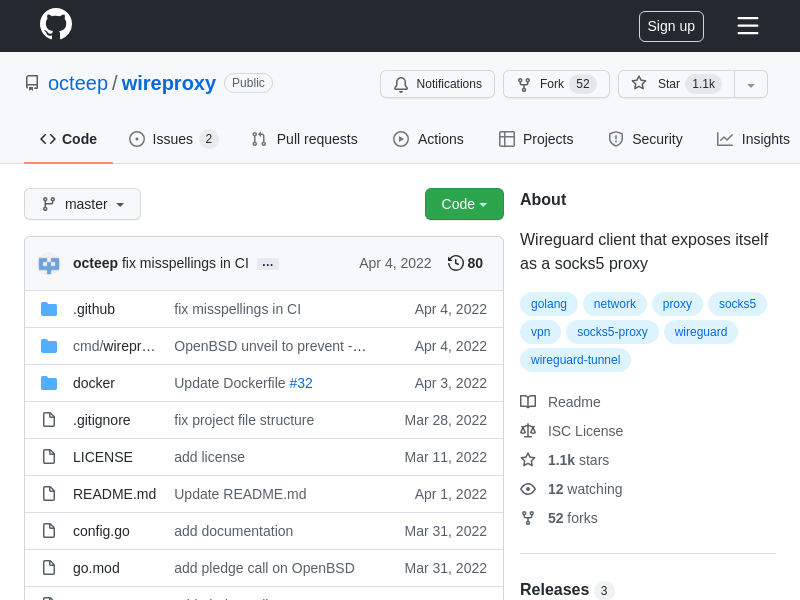 Sign up
octeep / wireproxy Public
Notifications Fork 52 Star 1.1k
Code Issues 2 Pull requests Actions Projects Security Insights
master
Code
octeep fix misspellings in CI ... Apr 4, 2022 80
.github fix misspellings in CI Apr 4, 2022
cmd/wirepr... OpenBSD unveil to prevent -... Apr 4, 2022
docker Update Dockerfile #32 Apr 3, 2022
.gitignore fix project file structure Mar 28, 2022
LICENSE add license Mar 11, 2022
README.md Update README.md Apr 1, 2022
config.go add documentation Mar 31, 2022
go.mod add pledge call on OpenBSD Mar 31, 2022
About
Wireguard client that exposes itself
as a socks5 proxy
golang network proxy socks5
vpn socks5-proxy wireguard
wireguard-tunnel
Readme
ISC License
1.1k stars
12 watching
52 forks
Releases 3